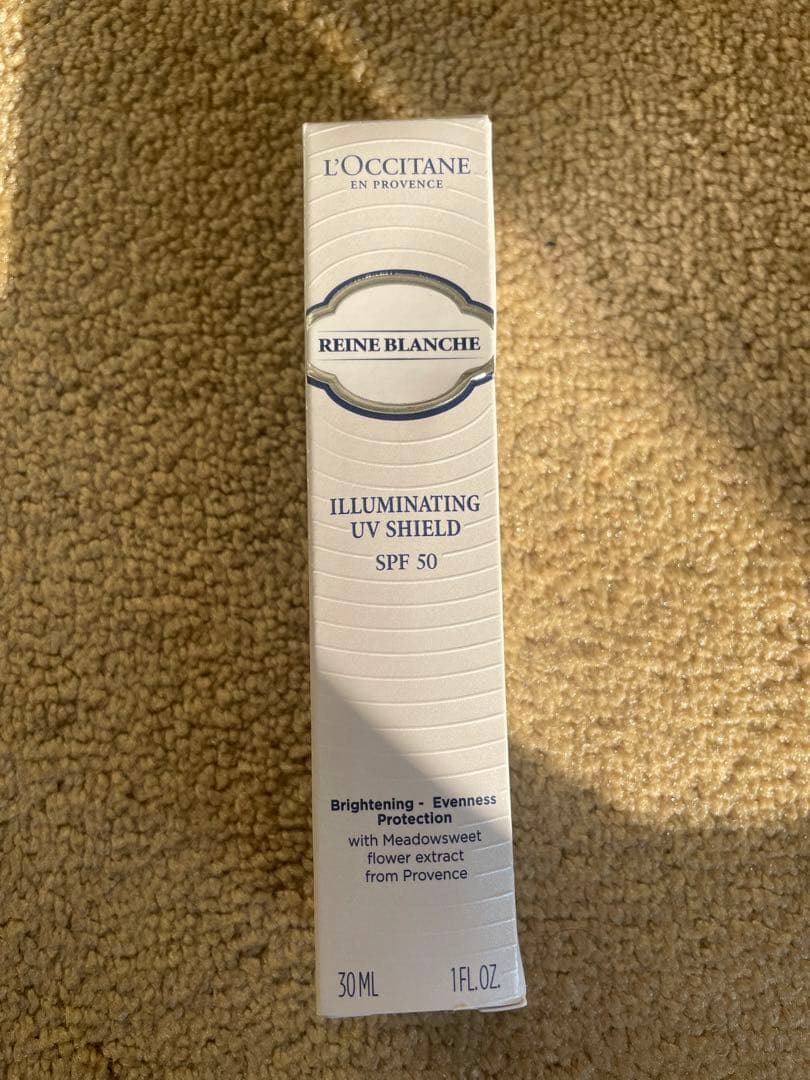 L'OCCITANE
EN PROVENCE
REINE BLANCHE
ILLUMINATING
UV SHIELD
SPF 50
Brightening - Evenness
Protection
with Meadowsweet
flower extract
from Provence
30 ML 1 FL.OZ.